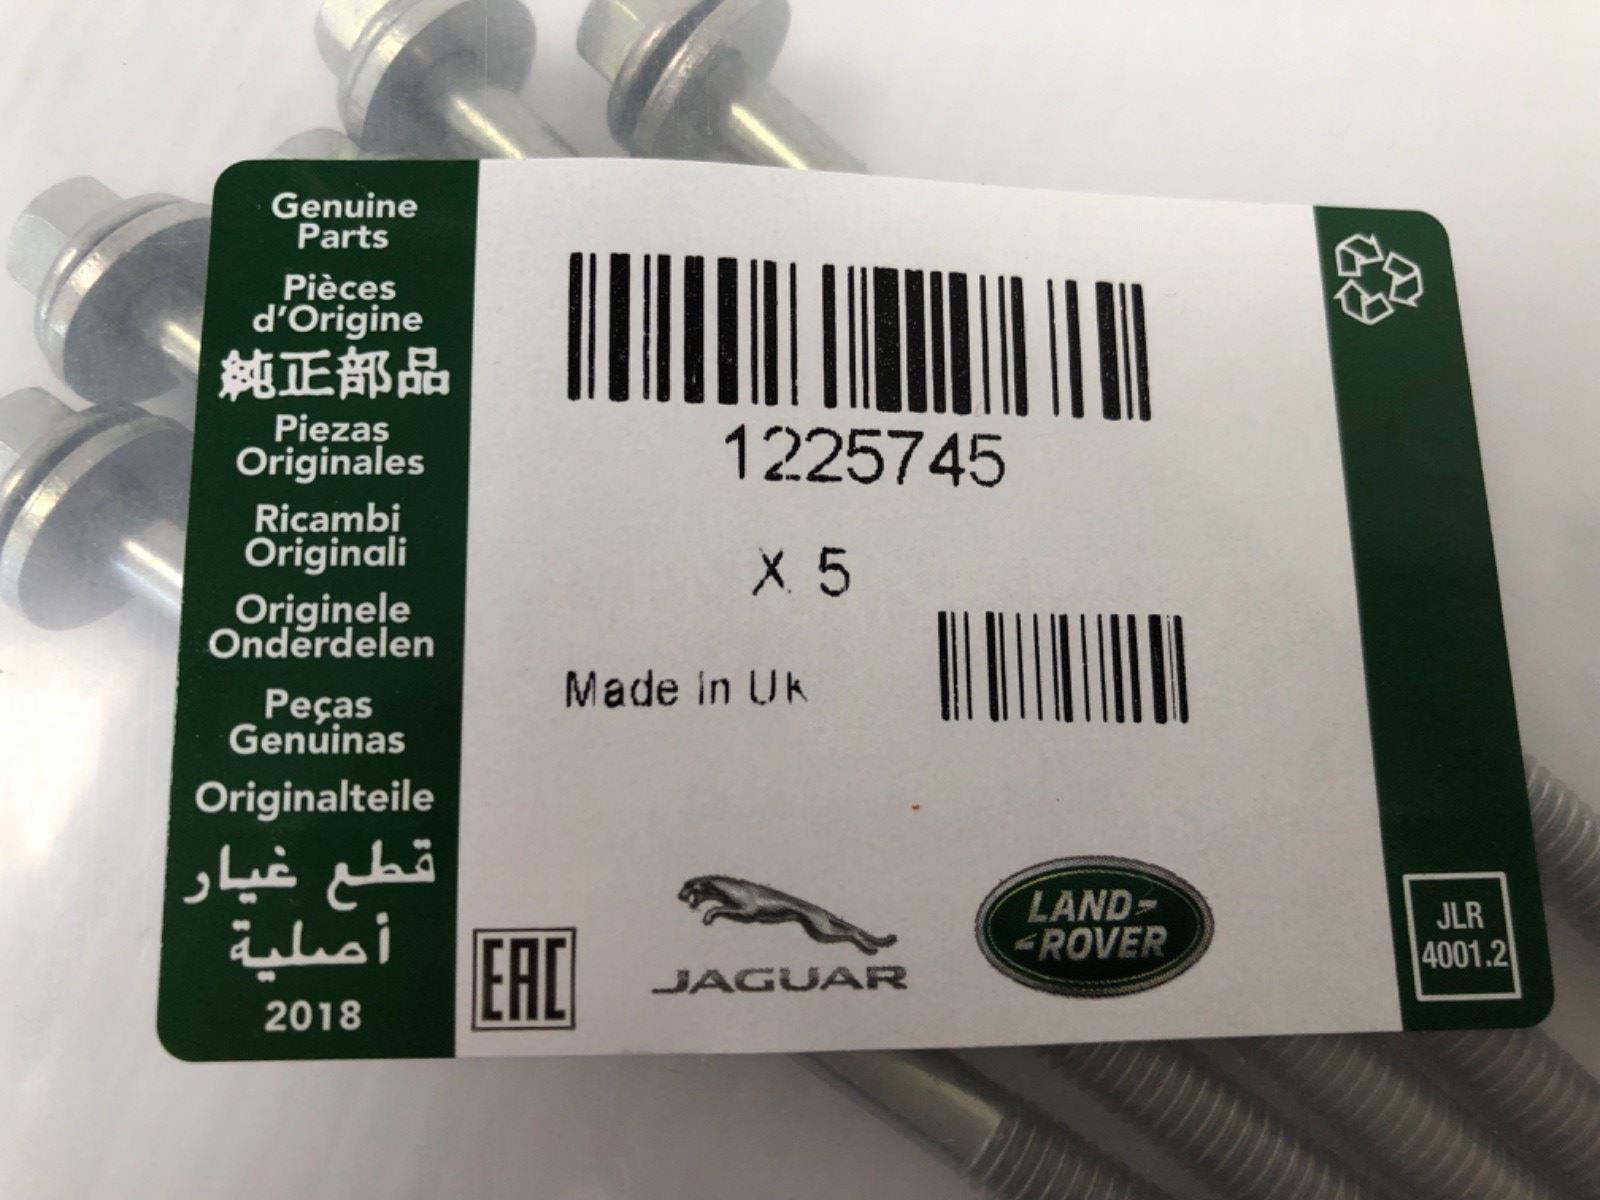 Genuine
Parts
Pièces
d'Origine
純正部品
Piezas
Originales
Ricambi
Originali
Originele
Onderdelen
Peças
Genuinas
Originalteile
قطع غيار
أصلية
2018
1225745
X 5
Made In Uk
EAC
JAGUAR
LAND-
-ROVER
JLR
4001.2